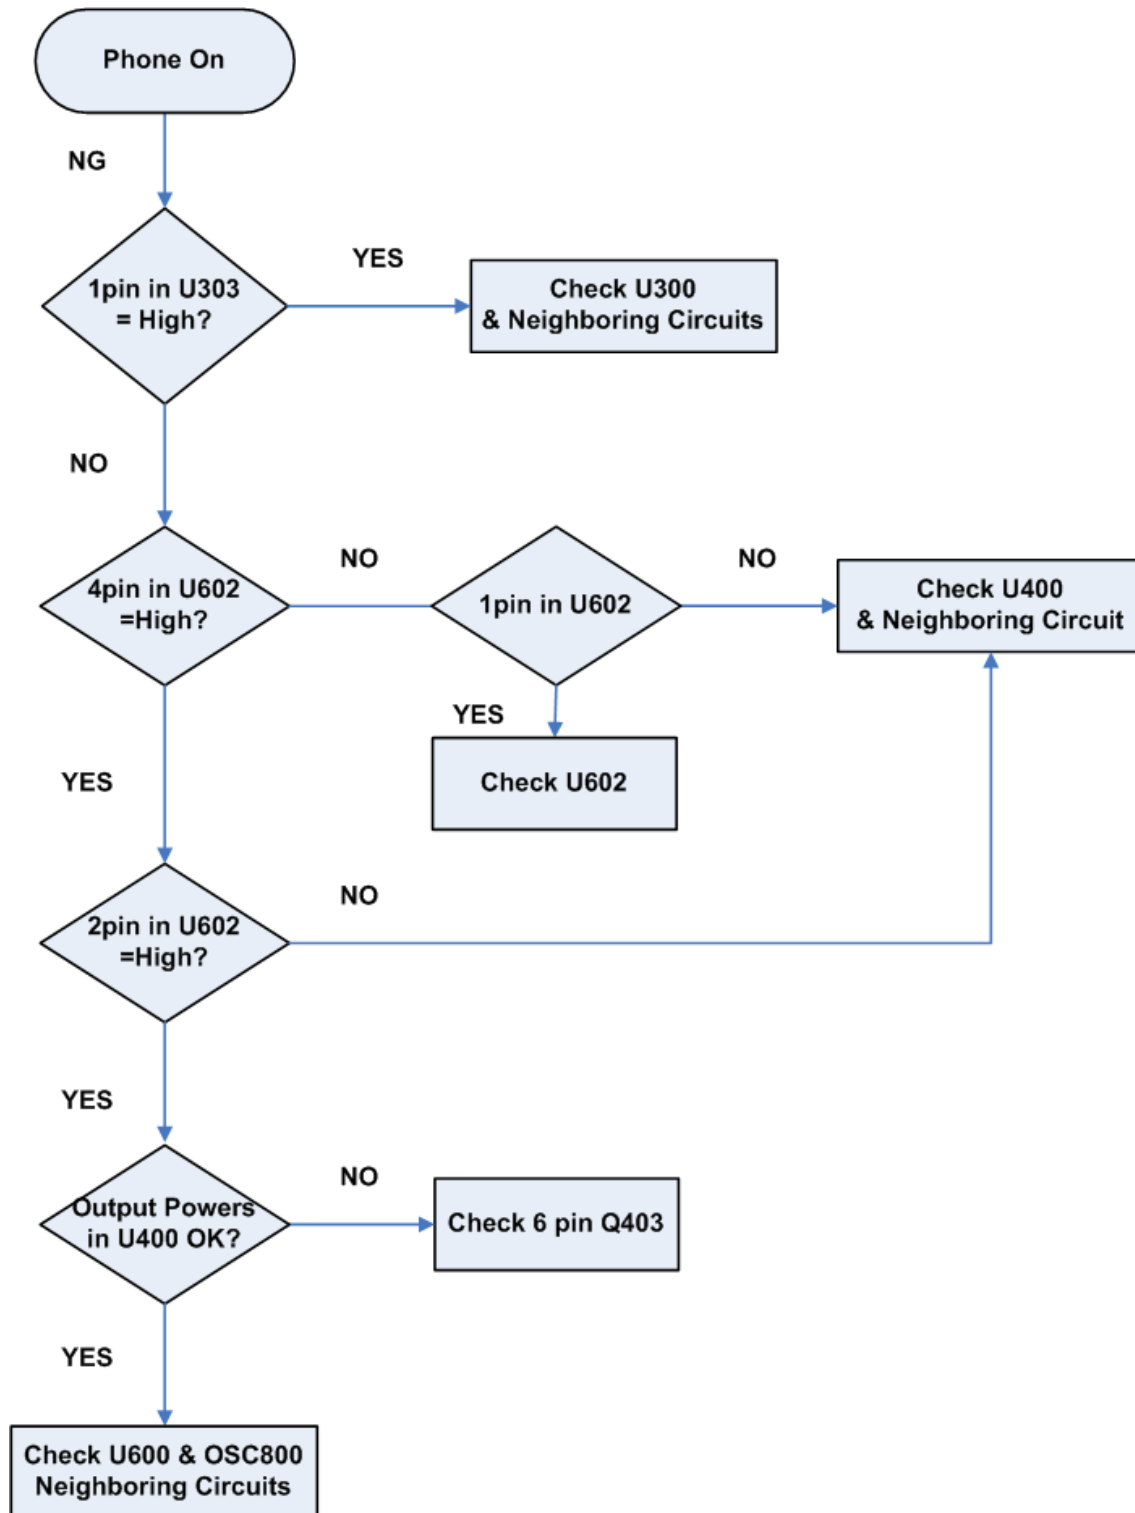 Phone On
NG
1pin in U303
= High?
YES
Check U300
& Neighboring Circuits
NO
4pin in U602
=High?
NO
1pin in U602
NO
Check U400
& Neighboring Circuit
YES
Check U602
YES
2pin in U602
=High?
NO
YES
Output Powers
in U400 OK?
NO
Check 6 pin Q403
YES
Check U600 & OSC800
Neighboring Circuits